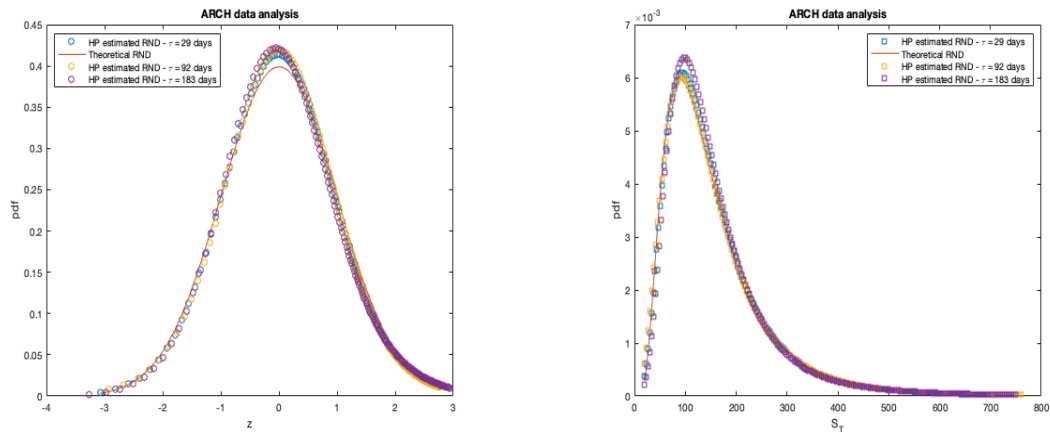 ARCH data analysis
HP estimated RND - τ = 29 days
Theoretical RND
HP estimated RND - τ = 92 days
HP estimated RND - τ = 183 days
0.45
0.4
0.35
0.3
0.25
0.2
0.15
0.1
0.05
0
pdf
-4 -3 -2 -1 0 1 2 3
z
ARCH data analysis
×10⁻³
HP estimated RND - τ = 29 days
Theoretical RND
HP estimated RND - τ = 92 days
HP estimated RND - τ = 183 days
7
6
5
4
3
2
1
0
pdf
0 100 200 300 400 500 600 700 800
S_T